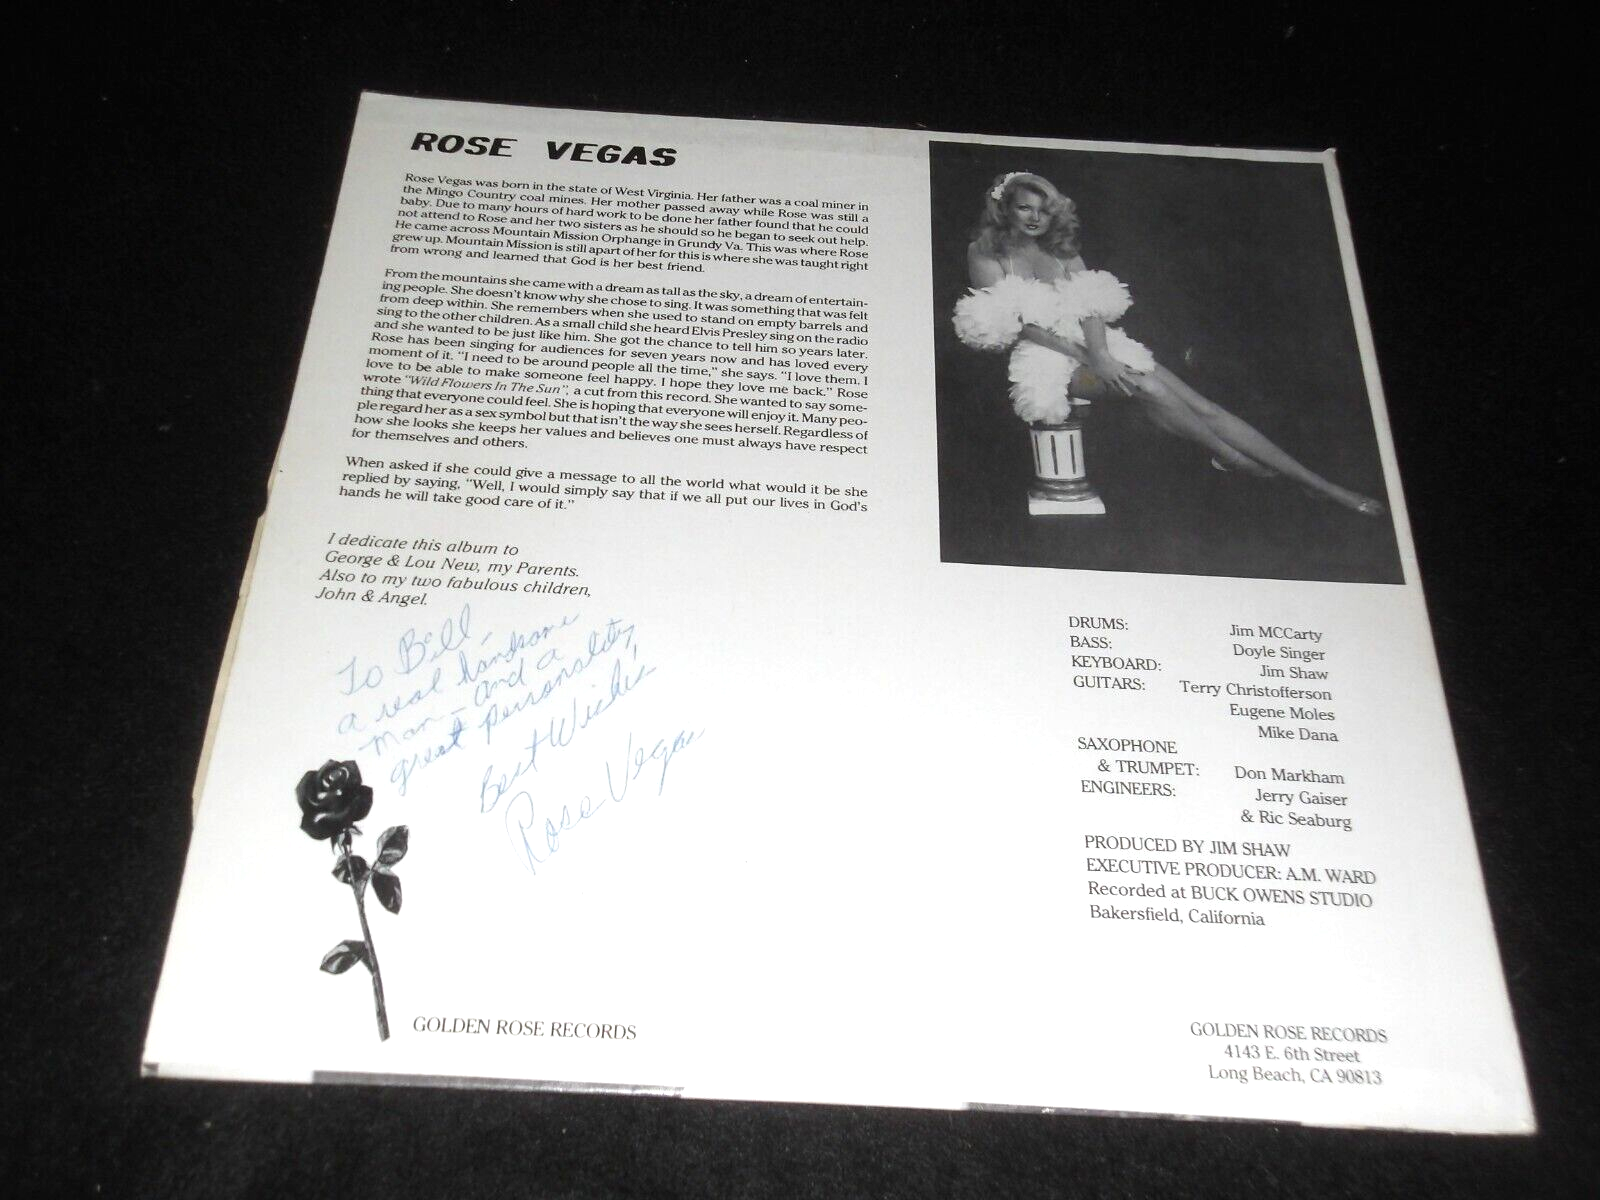 ROSE VEGAS
Rose Vegas was born in the state of West Virginia. Her father was a coal miner in
the Mingo Country coal mines. Her mother passed away while Rose was still a
baby. Due to many hours of hard work to be done her father found that he could
not attend to Rose and her two sisters as he should so he began to seek out help.
He came across Mountain Mission Orphange in Grundy Va. This was where Rose
grew up. Mountain Mission is still apart of her for this is where she was taught right
from wrong and learned that God is her best friend.
From the mountains she came with a dream as tall as the sky, a dream of entertain-
ing people. She doesn't know why she chose to sing. It was something that was felt
from deep within. She remembers when she used to stand on empty barrels and
sing to the other children. As a small child she heard Elvis Presley sing on the radio
and she wanted to be just like him. She got the chance to tell him so years later.
Rose has been singing for audiences for seven years now and has loved every
moment of it. "I need to be around people all the time," she says. "I love them. I
love to be able to make someone feel happy. I hope they love me back." Rose
wrote "Wild Flowers In The Sun", a cut from this record. She wanted to say some-
thing that everyone could feel. She is hoping that everyone will enjoy it. Many peo-
ple regard her as a sex symbol but that isn't the way she sees herself. Regardless of
how she looks she keeps her values and believes one must always have respect
for themselves and others.
When asked if she could give a message to all the world what would it be she
replied by saying, "Well, I would simply say that if we all put our lives in God's
hands he will take good care of it."
I dedicate this album to
George & Lou New, my Parents.
Also to my two fabulous children,
John & Angel.
To Bill,
a real handsome
man - and a
great personality,
Best Wishes
Rose Vegas
GOLDEN ROSE RECORDS
DRUMS: Jim MCCarty
BASS: Doyle Singer
KEYBOARD: Jim Shaw
GUITARS: Terry Christofferson
Eugene Moles
Mike Dana
SAXOPHONE
& TRUMPET: Don Markham
ENGINEERS: Jerry Gaiser
& Ric Seaburg
PRODUCED BY JIM SHAW
EXECUTIVE PRODUCER: A.M. WARD
Recorded at BUCK OWENS STUDIO
Bakersfield, California
GOLDEN ROSE RECORDS
4143 E. 6th Street
Long Beach, CA 90813